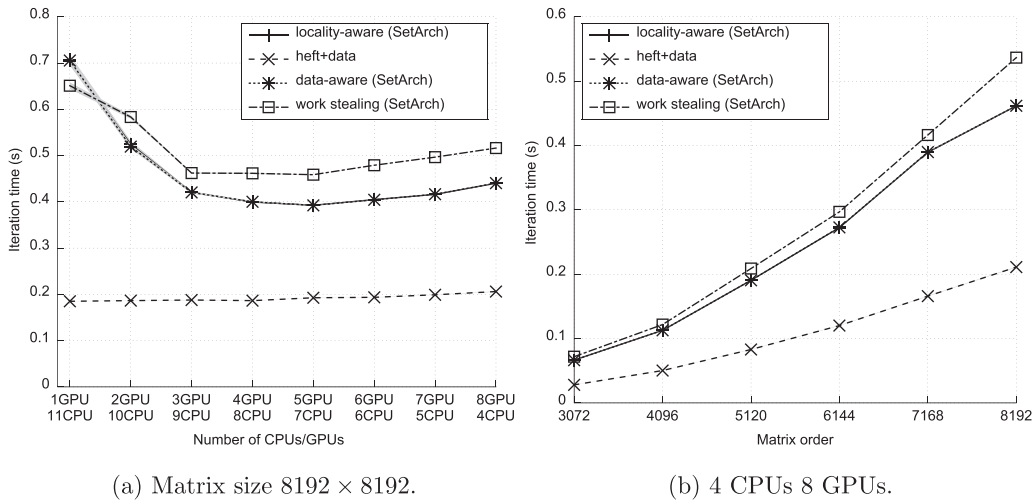 0.8
0.7
0.6
0.5
0.4
0.3
0.2
0.1
0
Iteration time (s)
locality-aware (SetArch)
heft+data
data-aware (SetArch)
work stealing (SetArch)
1GPU 2GPU 3GPU 4GPU 5GPU 6GPU 7GPU 8GPU
11CPU 10CPU 9CPU 8CPU 7CPU 6CPU 5CPU 4CPU
Number of CPUs/GPUs
(a) Matrix size 8192 × 8192.
0.6
0.5
0.4
0.3
0.2
0.1
0
Iteration time (s)
locality-aware (SetArch)
heft+data
data-aware (SetArch)
work stealing (SetArch)
3072 4096 5120 6144 7168 8192
Matrix order
(b) 4 CPUs 8 GPUs.